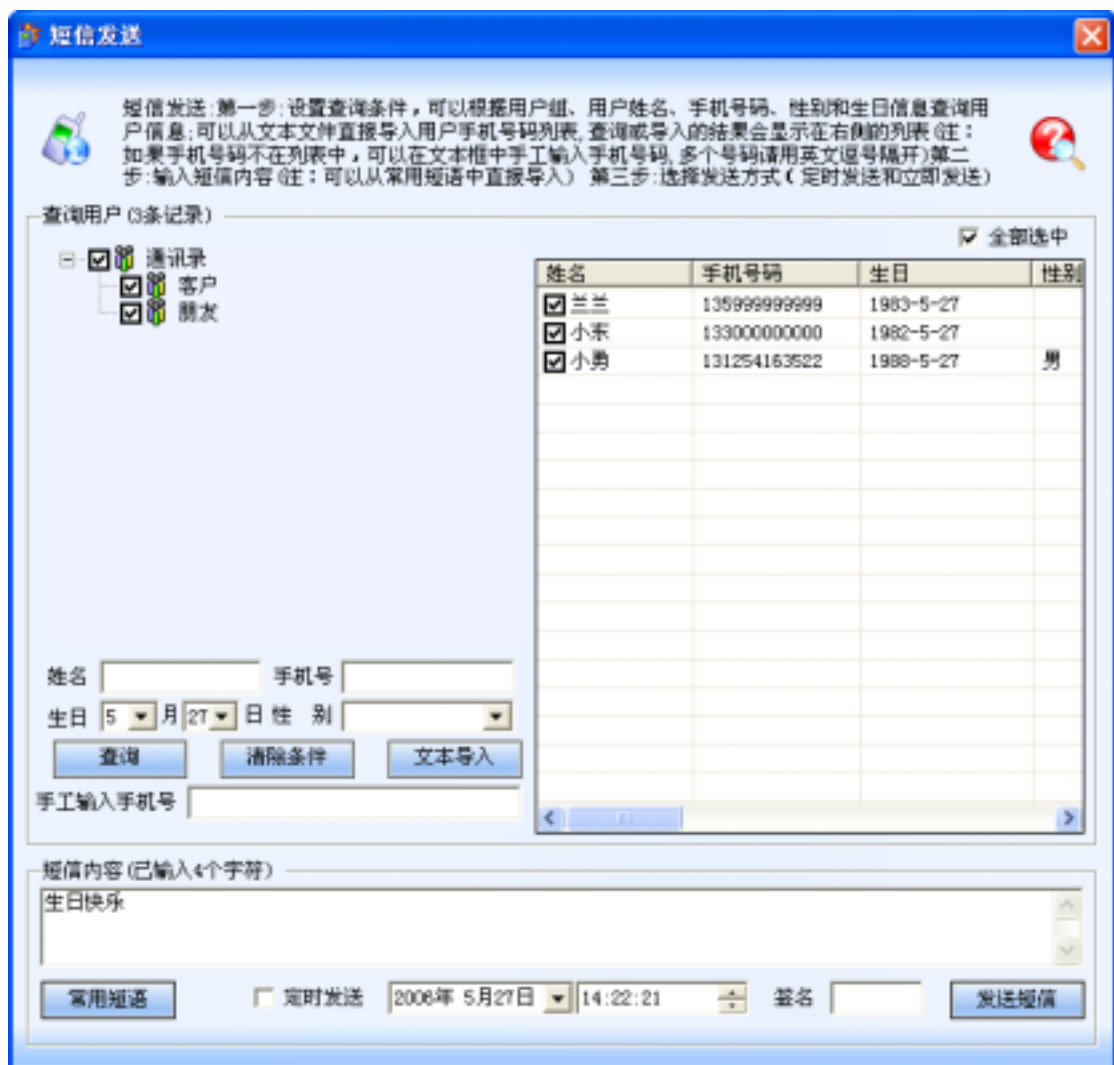 短信发送
短信发送:第一步:设置查询条件，可以根据用户组、用户姓名、手机号码、性别和生日信息查询用
户信息;可以从文本文件直接导入用户手机号码列表,查询或导入的结果会显示在右侧的列表(注：
如果手机号码不在列表中，可以在文本框中手工输入手机号码,多个号码请用英文逗号隔开)第二
步:输入短信内容(注：可以从常用短语中直接导入) 第三步:选择发送方式(定时发送和立即发送)
查询用户(3条记录)
全部选中
通讯录
客户
朋友
姓名 手机号码 生日 性别
兰兰 135999999999 1983-5-27
小东 133000000000 1982-5-27
小勇 131254163522 1988-5-27 男
姓名 手机号
生日 5 月 27 日 性 别
查询 清除条件 文本导入
手工输入手机号
短信内容(已输入4个字符)
生日快乐
常用短语 定时发送 2006年 5月27日 14:22:21 签名 发送短信